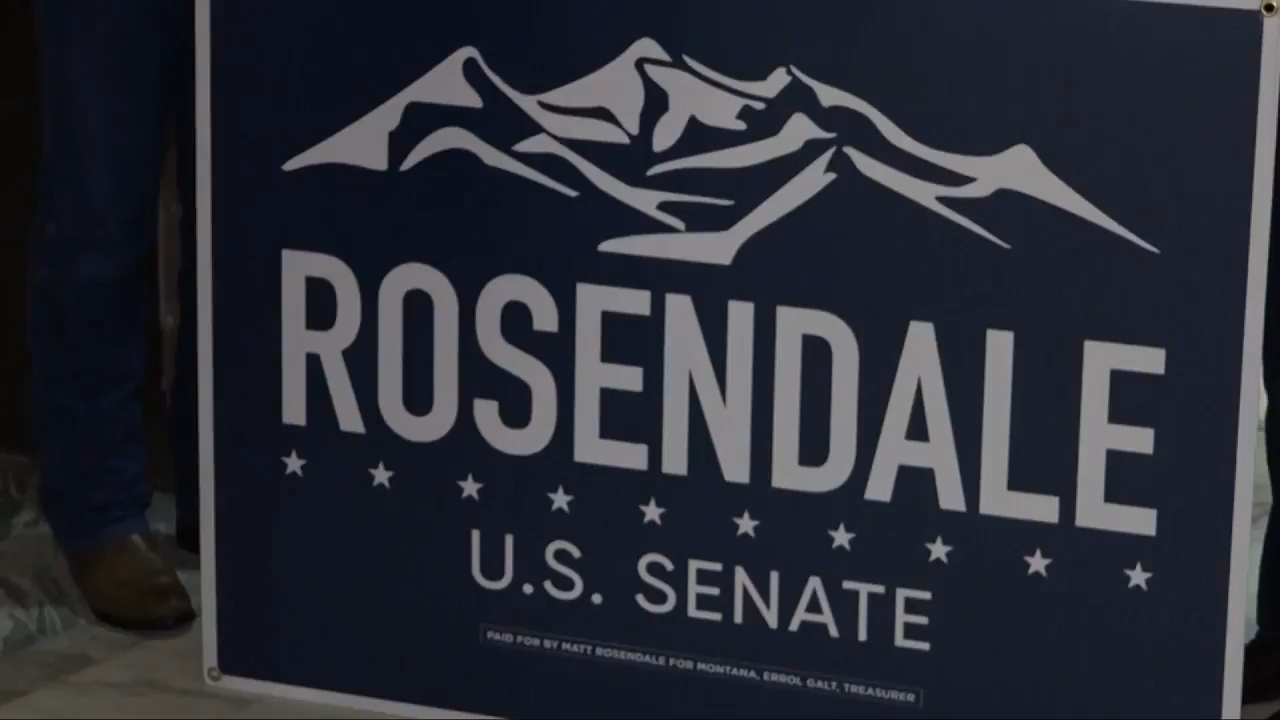 ROSENDALE
U.S. SENATE
PAID FOR BY MATT ROSENDALE FOR MONTANA, ERROL GALT, TREASURER